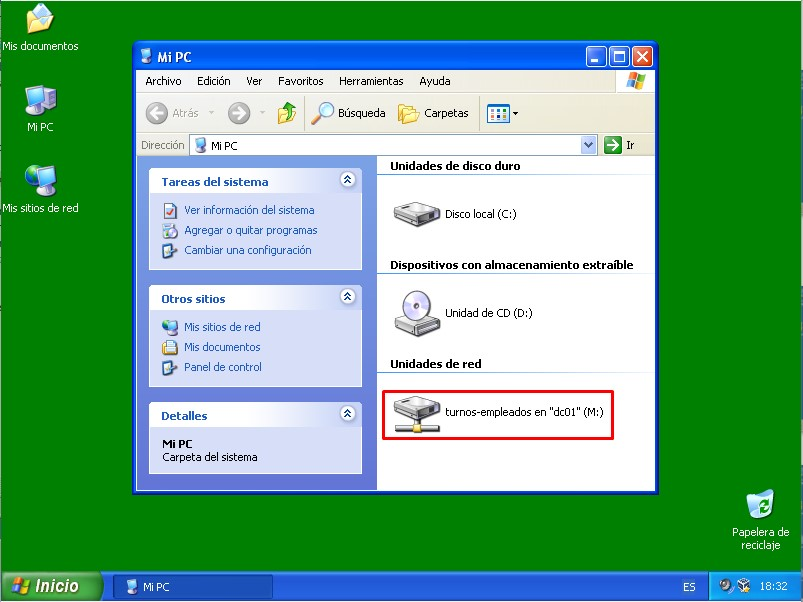 Mis documentos
Mi PC
Mis sitios de red
Mi PC
Archivo Edición Ver Favoritos Herramientas Ayuda
Atrás Búsqueda Carpetas
Dirección Mi PC Ir
Tareas del sistema
Ver información del sistema
Agregar o quitar programas
Cambiar una configuración
Otros sitios
Mis sitios de red
Mis documentos
Panel de control
Detalles
Mi PC
Carpeta del sistema
Unidades de disco duro
Disco local (C:)
Dispositivos con almacenamiento extraíble
Unidad de CD (D:)
Unidades de red
turnos-empleados en "dc01" (M:)
Papelera de
reciclaje
Inicio Mi PC ES 18:32